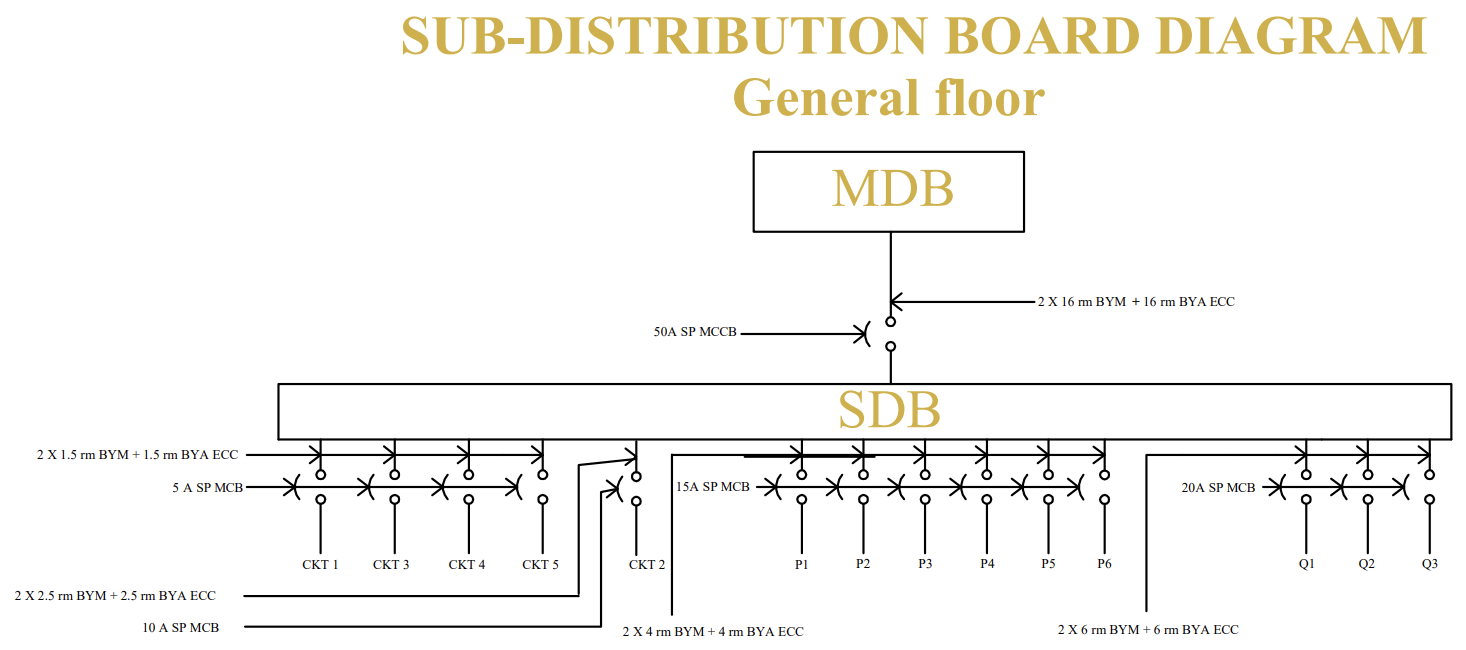 SUB-DISTRIBUTION BOARD DIAGRAM
General floor
MDB
2 X 16 rm BYM + 16 rm BYA ECC
50A SP MCCB
SDB
2 X 1.5 rm BYM + 1.5 rm BYA ECC
5 A SP MCB
15A SP MCB
20A SP MCB
CKT 1 CKT 3 CKT 4 CKT 5 CKT 2 P1 P2 P3 P4 P5 P6 Q1 Q2 Q3
2 X 2.5 rm BYM + 2.5 rm BYA ECC
10 A SP MCB
2 X 4 rm BYM + 4 rm BYA ECC
2 X 6 rm BYM + 6 rm BYA ECC